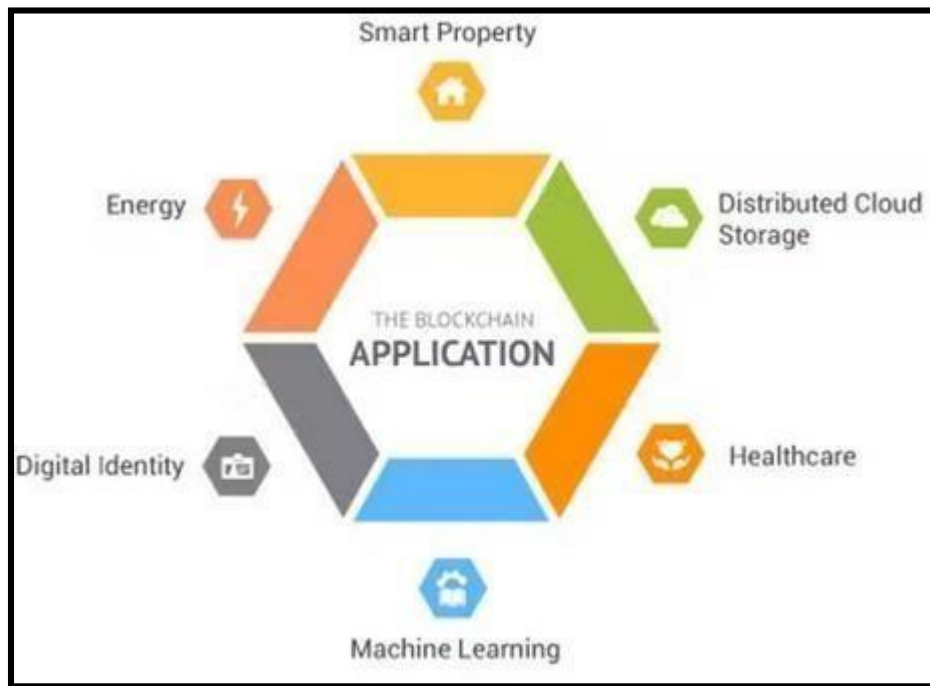 Smart Property
Energy
Distributed Cloud
Storage
THE BLOCKCHAIN
APPLICATION
Digital Identity
Healthcare
Machine Learning